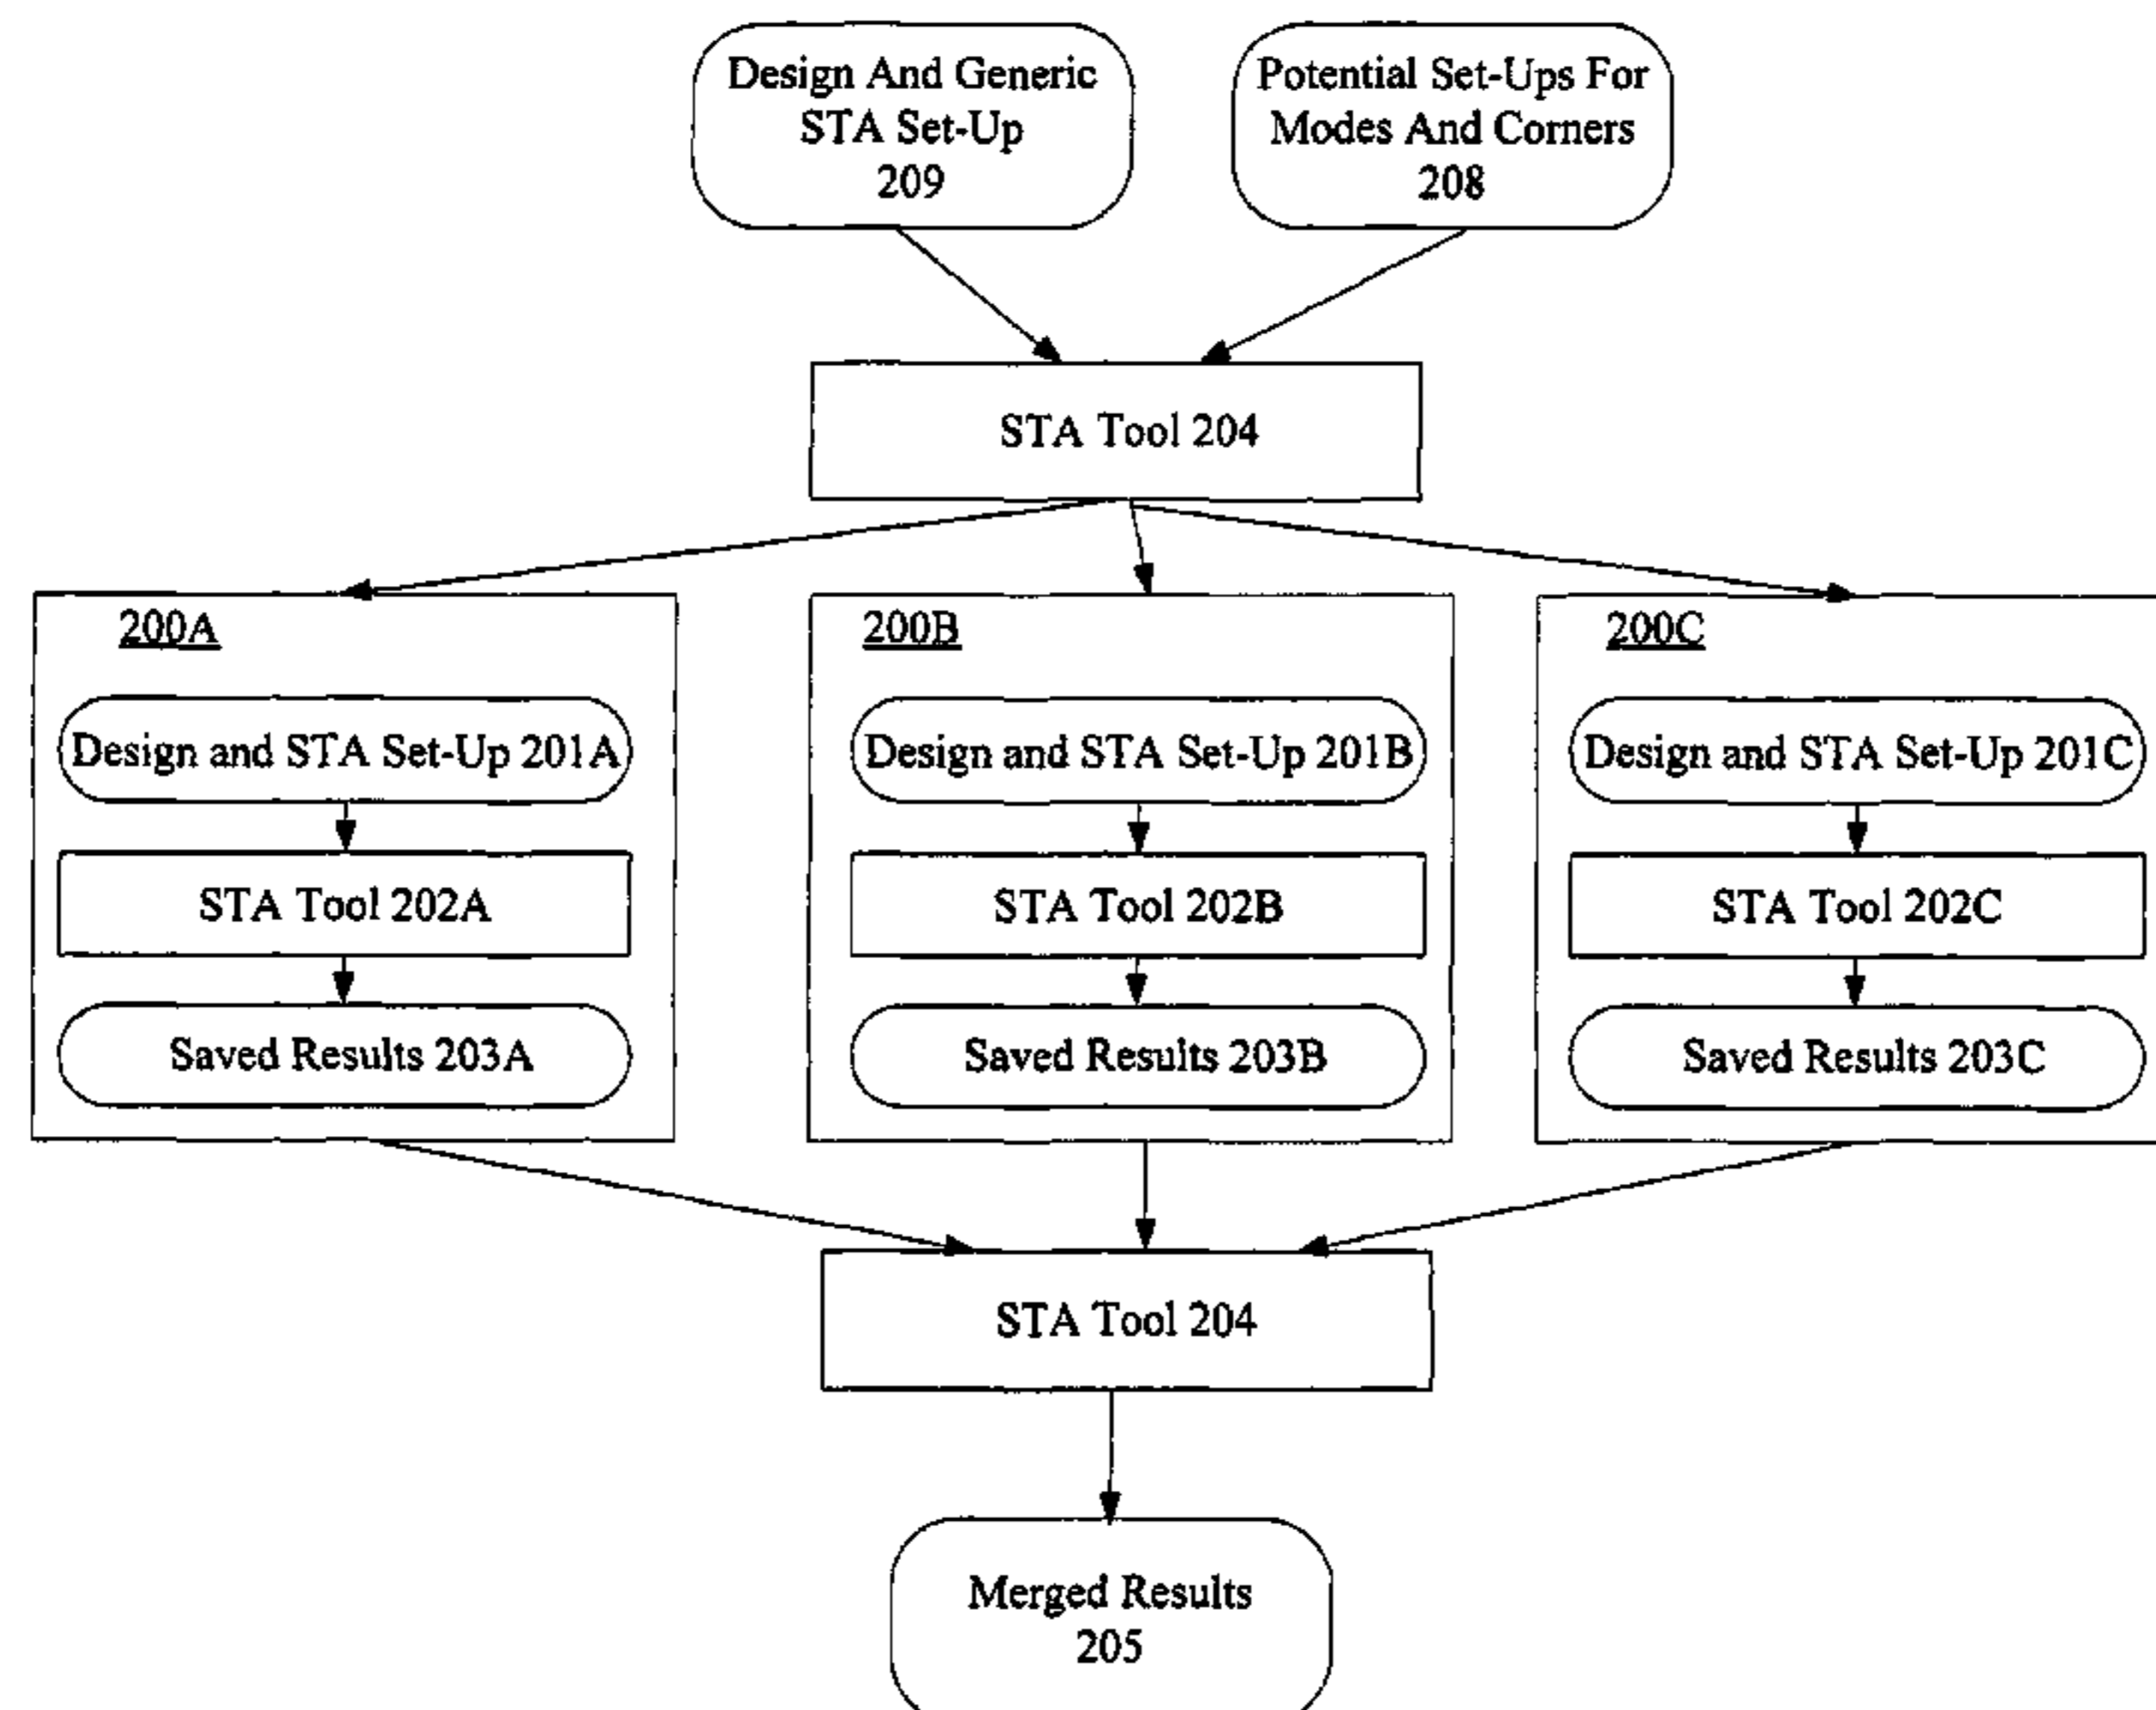 Design And Generic
STA Set-Up
209
Potential Set-Ups For
Modes And Corners
208
STA Tool 204
200A
Design and STA Set-Up 201A
STA Tool 202A
Saved Results 203A
200B
Design and STA Set-Up 201B
STA Tool 202B
Saved Results 203B
200C
Design and STA Set-Up 201C
STA Tool 202C
Saved Results 203C
STA Tool 204
Merged Results
205